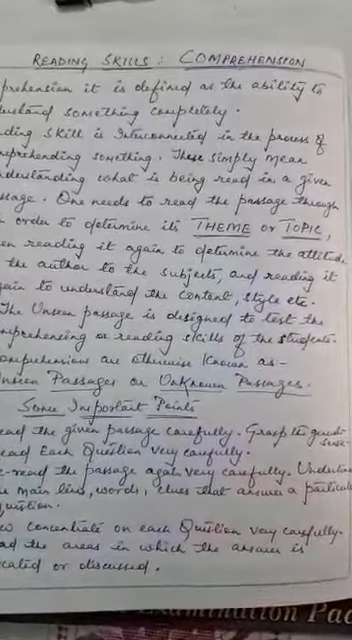 READING SKILLS: COMPREHENSION
prehension it is defined as the ability to
derstand something completely.
ding skill is Interconnected in the process of
mprehending something. These simply mean
nderstanding what is being read in a given
ssage. One needs to read the passage through
order to determine its THEME or TOPIC,
en reading it again to determine the attitude
the author to the subjects, and reading it
gain to understand the content, style etc.
The Unseen passage is designed to test the
mprehensing or reading skills of the students.
omprehension are otherwise known as-
nseen Passages or UnKnown Passages.
Some Important Points
ead the given passage carefully. Grasp the
ead Each Question very carefully.
e-read the passage again very carefully. Underline
e main line, words, clues that answer a particula
question.
concentrate on each Question very carefully.
ad the areas in which the answer is
cated or discussed.
Examination Pac